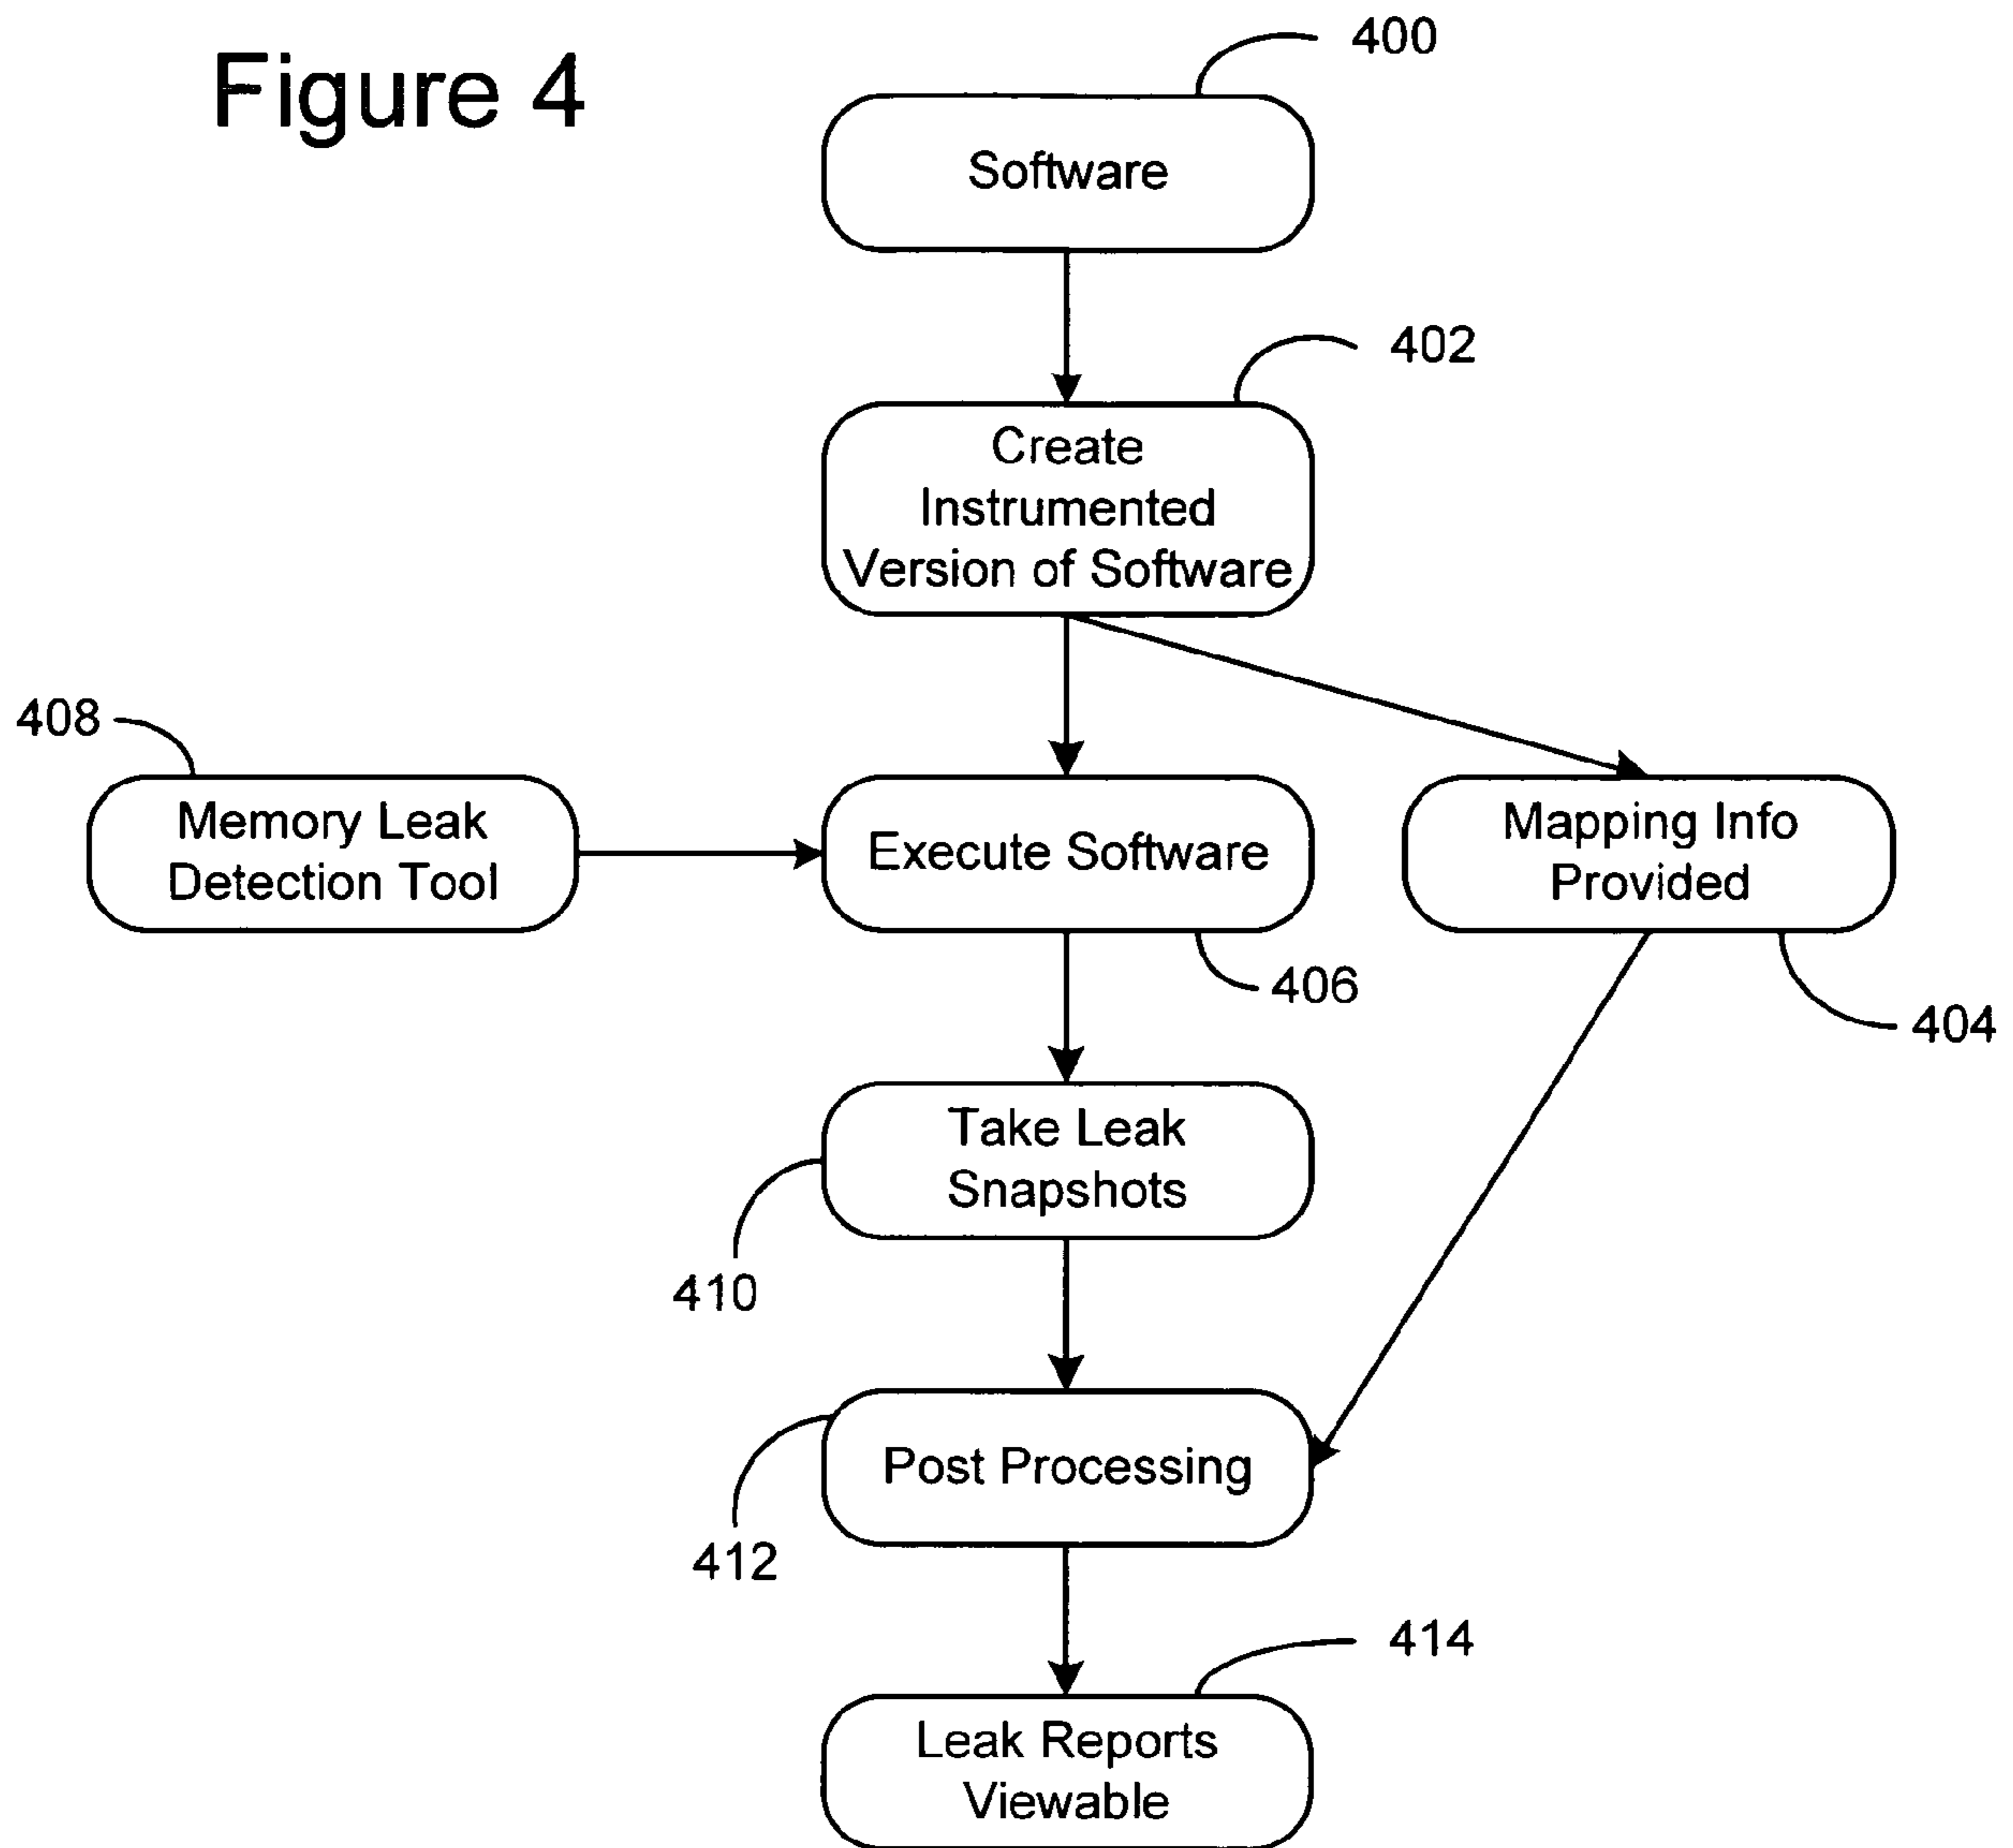 Figure 4
400
Software
402
Create
Instrumented
Version of Software
408
Memory Leak
Detection Tool
Execute Software
Mapping Info
Provided
406
404
Take Leak
Snapshots
410
Post Processing
412
414
Leak Reports
Viewable